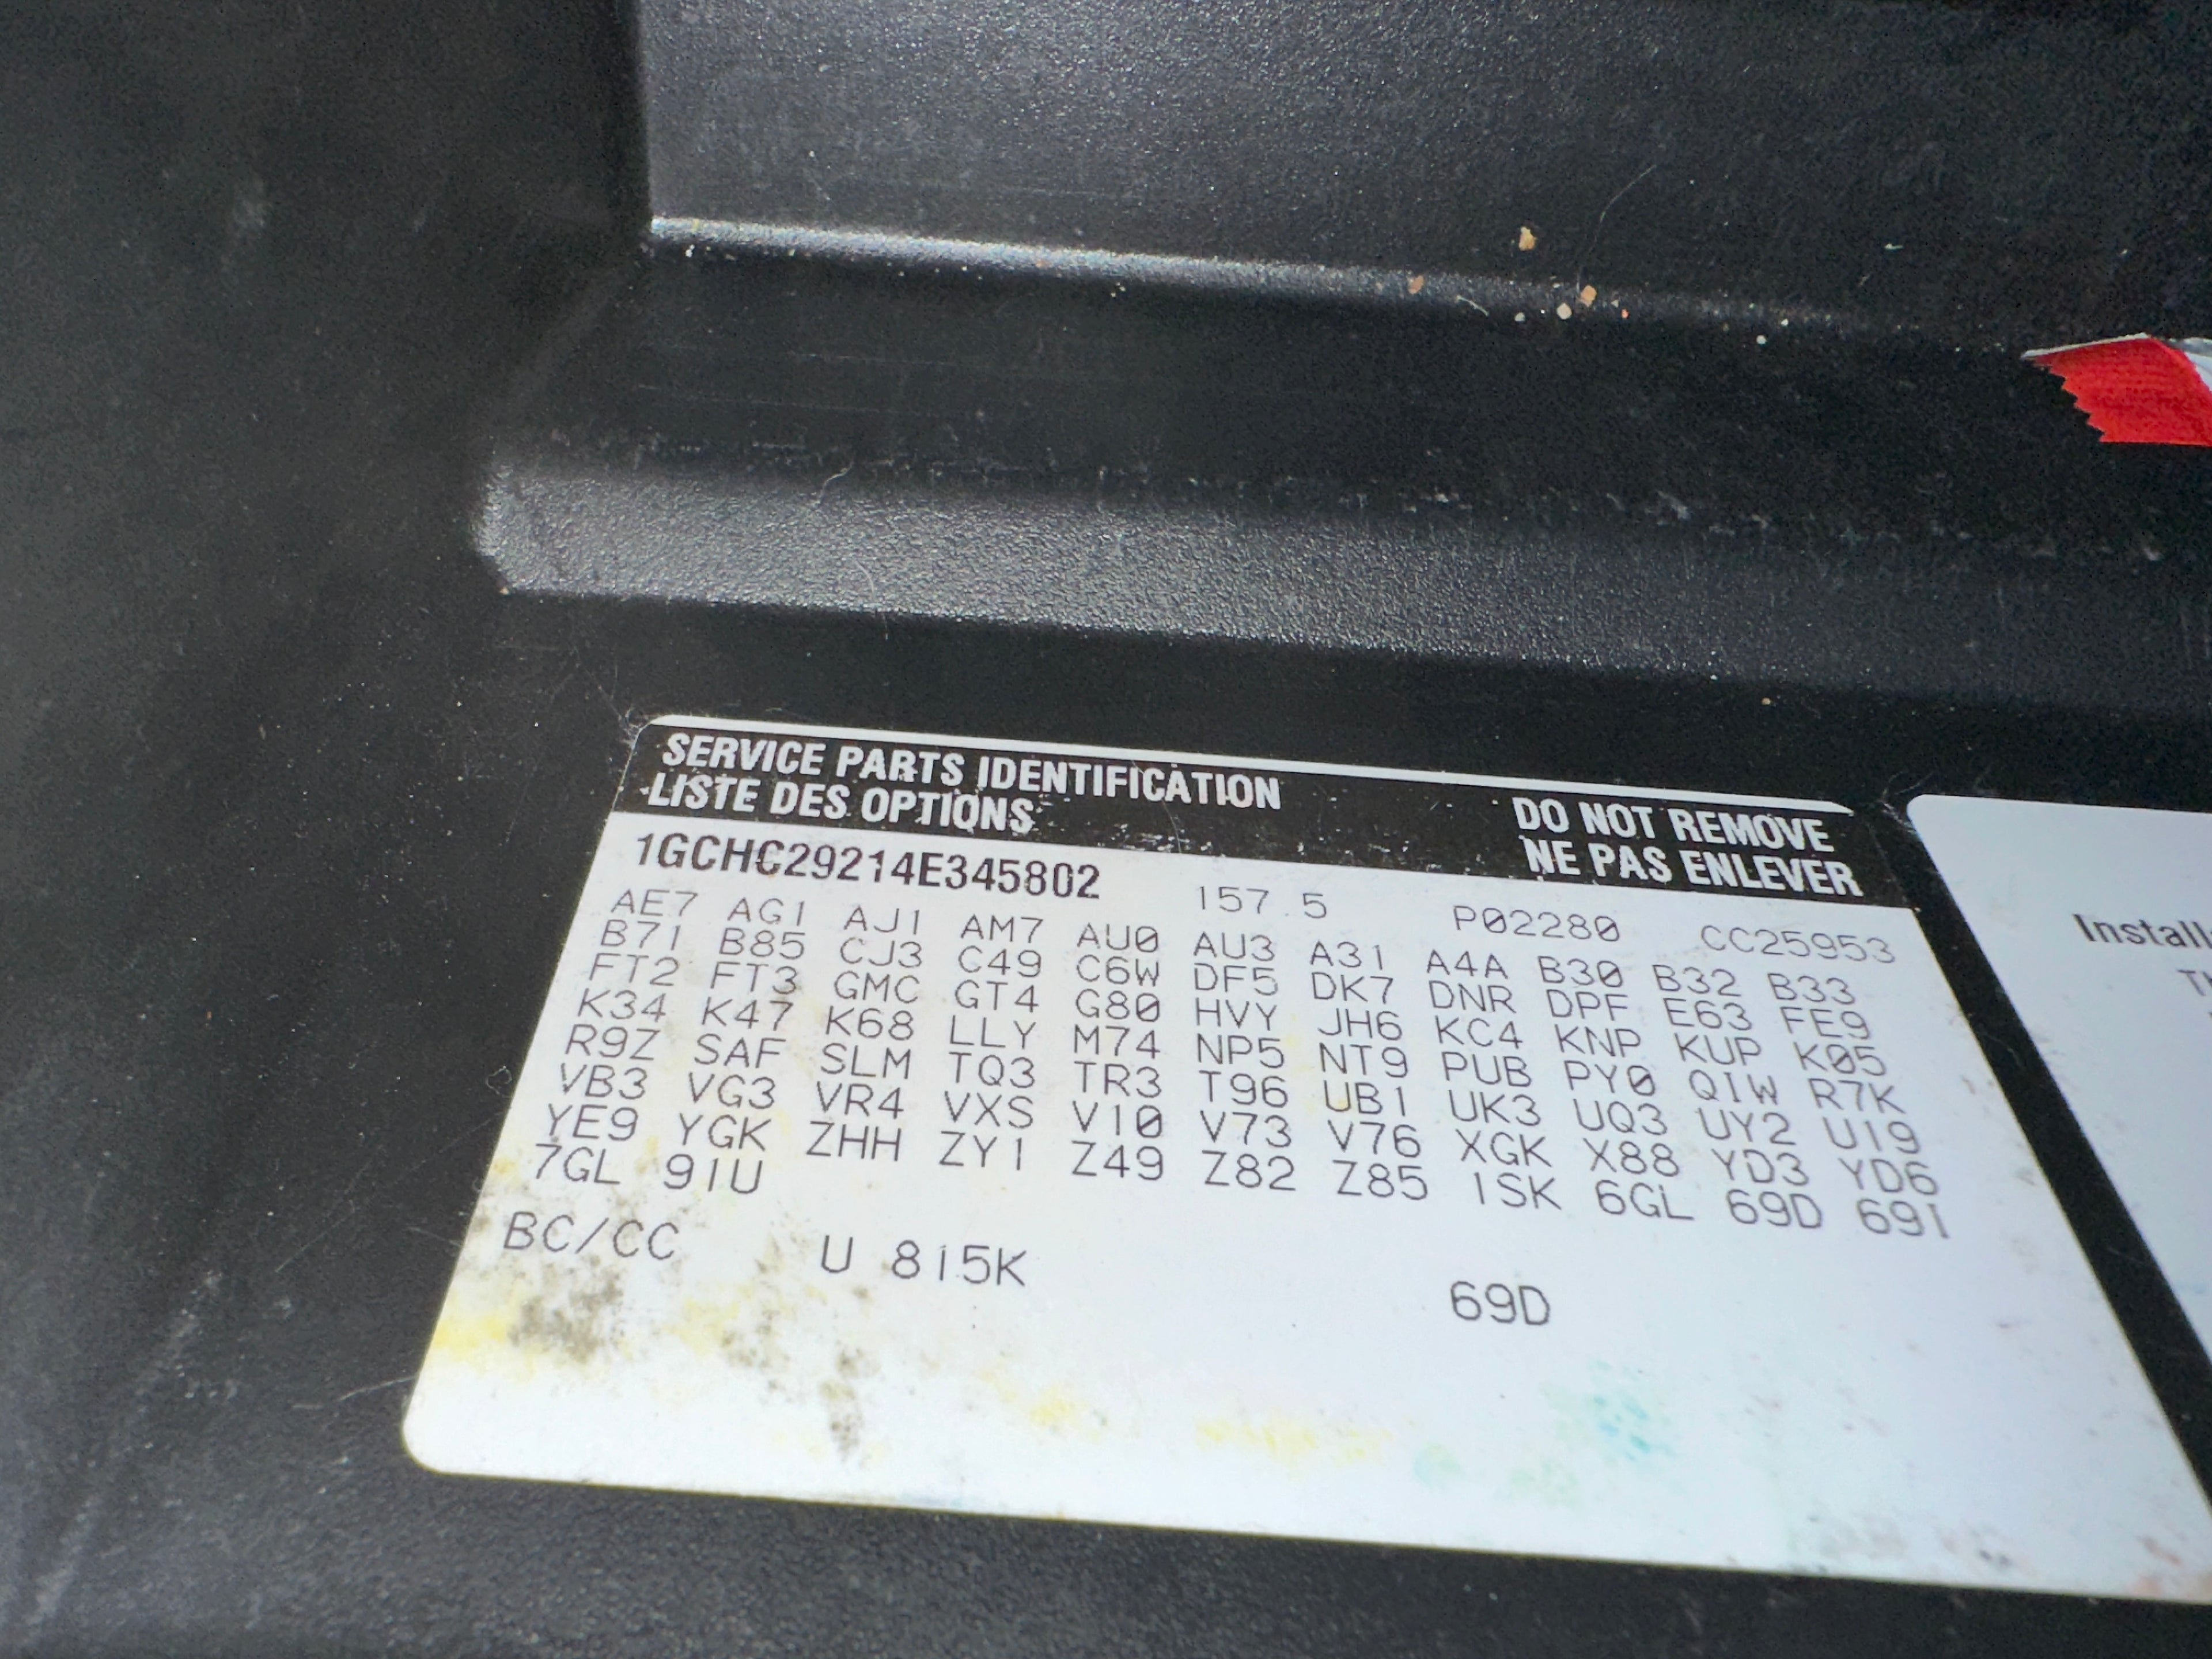 SERVICE PARTS IDENTIFICATION
LISTE DES OPTIONS
DO NOT REMOVE
NE PAS ENLEVER
1GCHC29214E345802 157.5 P02280 CC25953
AE7 AG1 AJ1 AM7 AU0 AU3 A31 A4A B30 B32 B33
B71 B85 CJ3 C49 C6W DF5 DK7 DNR DPF E63 FE9
FT2 FT3 GMC GT4 G80 HVY JH6 KC4 KNP KUP K05
K34 K47 K68 LLY M74 NP5 NT9 PUB PY0 Q1W R7K
R9Z SAF SLM TQ3 TR3 T96 UB1 UK3 UQ3 UY2 U19
VB3 VG3 VR4 VXS V10 V73 V76 XGK X88 YD3 YD6
YE9 YGK ZHH ZY1 Z49 Z82 Z85 1SK 6GL 69D 691
7GL 91U
BC/CC U 815K 69D